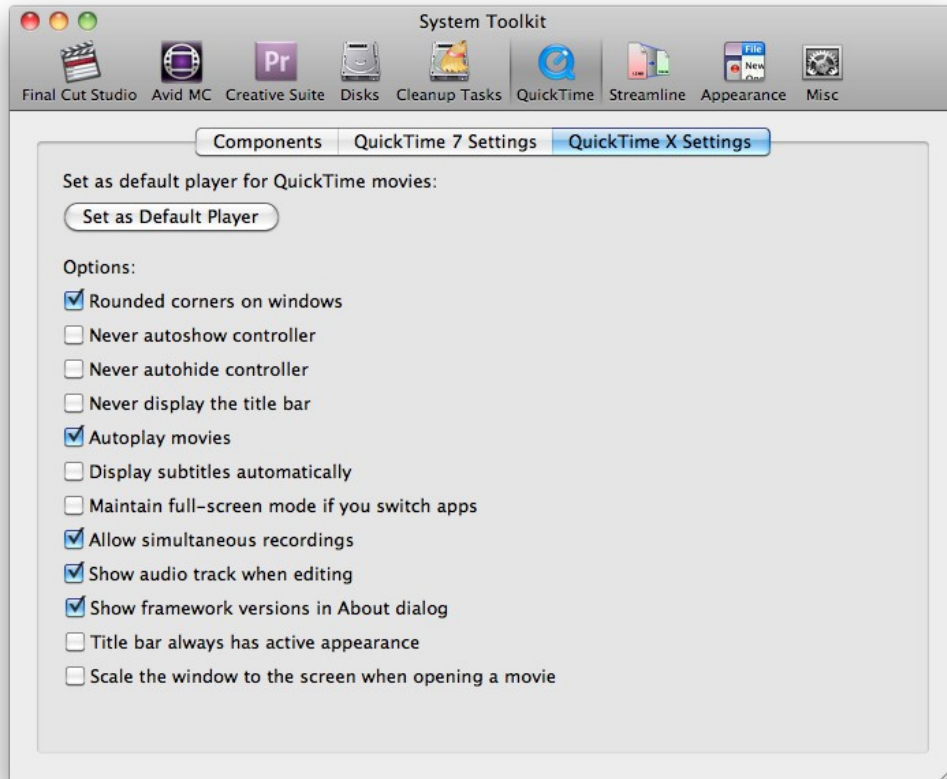 System Toolkit
Final Cut Studio Avid MC Creative Suite Disks Cleanup Tasks QuickTime Streamline Appearance Misc
Pr
File
New
Components QuickTime 7 Settings QuickTime X Settings
Set as default player for QuickTime movies:
Set as Default Player
Options:
Rounded corners on windows
Never autoshow controller
Never autohide controller
Never display the title bar
Autoplay movies
Display subtitles automatically
Maintain full-screen mode if you switch apps
Allow simultaneous recordings
Show audio track when editing
Show framework versions in About dialog
Title bar always has active appearance
Scale the window to the screen when opening a movie